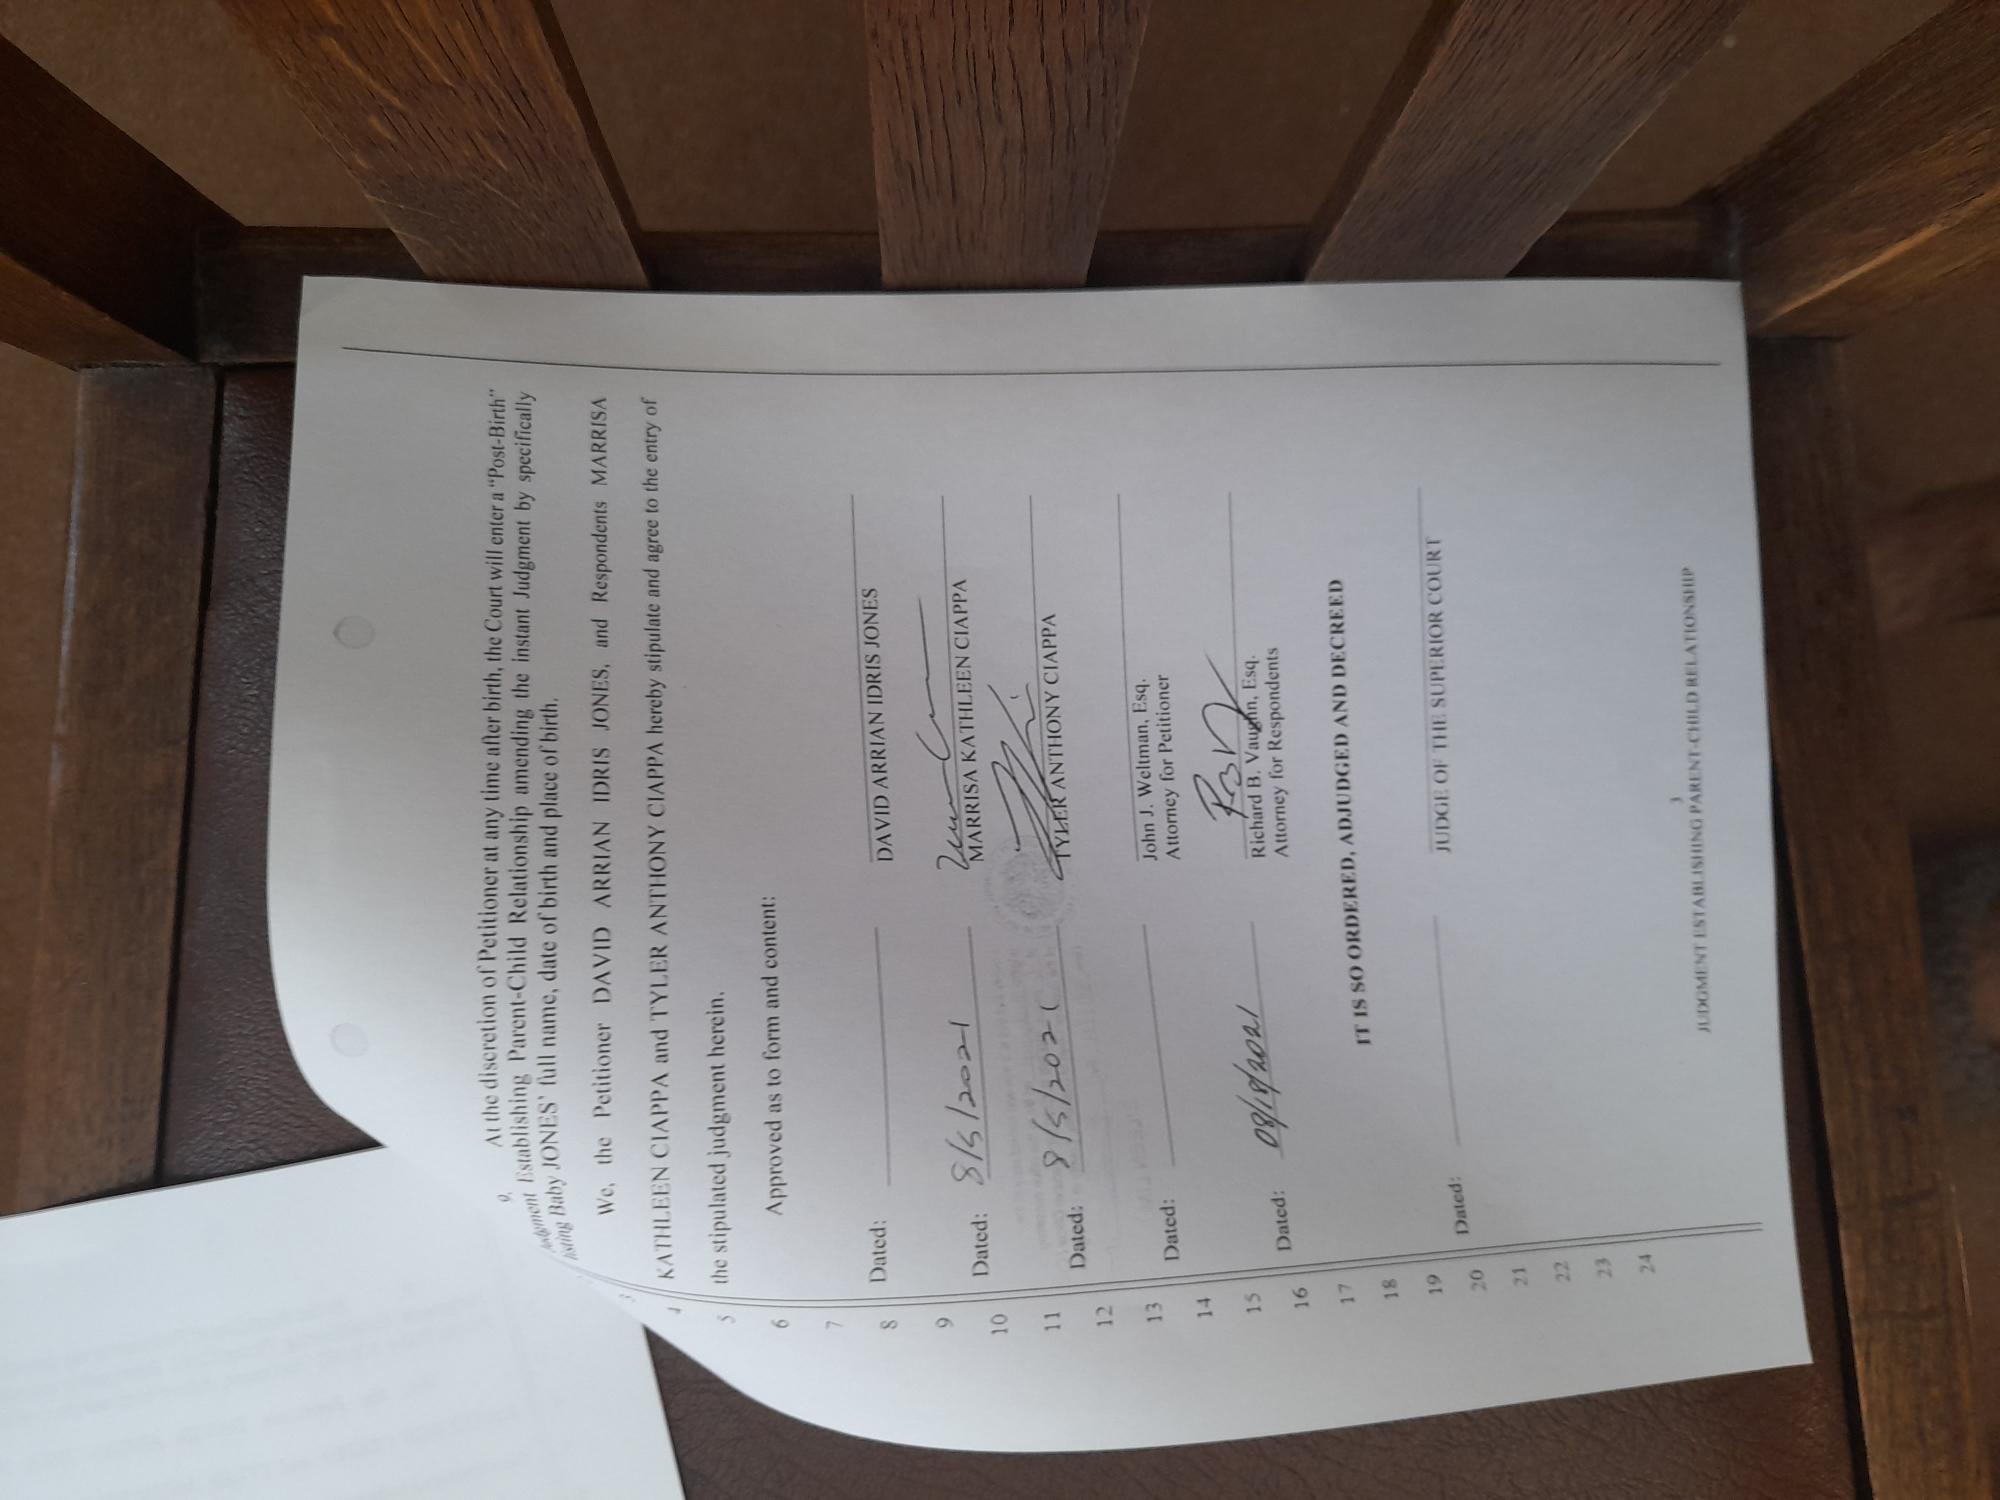 9. At the discretion of Petitioner at any time after birth, the Court will enter a “Post-Birth”
Judgment Establishing Parent-Child Relationship amending the instant Judgment by specifically
listing Baby JONES’ full name, date of birth and place of birth.
3 We, the Petitioner DAVID ARRIAN IDRIS JONES, and Respondents MARRISA
4 KATHLEEN CIAPPA and TYLER ANTHONY CIAPPA hereby stipulate and agree to the entry of
5 the stipulated judgment herein.
6 Approved as to form and content:
7
8 Dated: DAVID ARRIAN IDRIS JONES
9
Dated: 8/5/2021 MARRISA KATHLEEN CIAPPA
10
11
Dated: 8/5/2021 TYLER ANTHONY CIAPPA
12
13 Dated: John J. Weltman, Esq.
Attorney for Petitioner
14
15 Dated: 08/18/2021 Richard B. Vaughn, Esq.
Attorney for Respondents
16
17 IT IS SO ORDERED, ADJUDGED AND DECREED
18
19 Dated: JUDGE OF THE SUPERIOR COURT
20
21
22
23
24
3
JUDGMENT ESTABLISHING PARENT-CHILD RELATIONSHIP